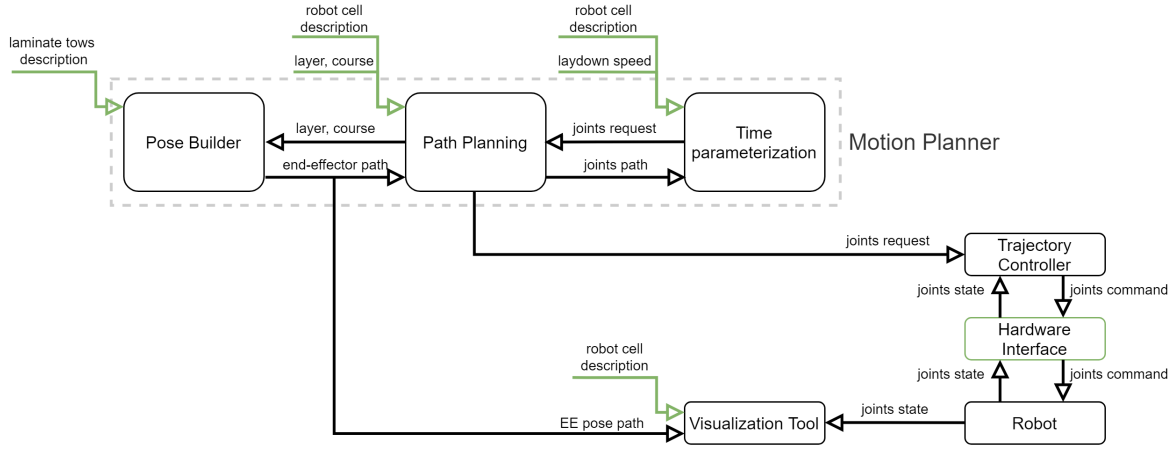 robot cell
description
robot cell
description
laminate tows
description
layer, course
laydown speed
Pose Builder
layer, course
end-effector path
Path Planning
joints request
joints path
Time
parameterization
Motion Planner
joints request
Trajectory
Controller
joints state
joints command
Hardware
Interface
joints state
joints command
robot cell
description
EE pose path
Visualization Tool
joints state
Robot